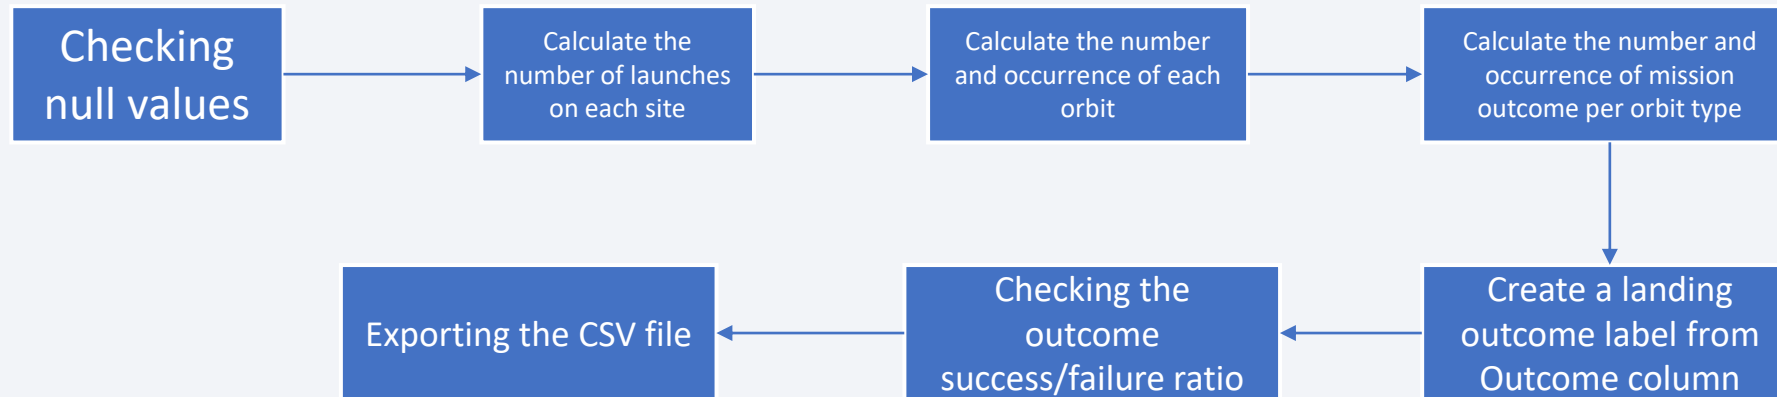 Checking
null values
Calculate the
number of launches
on each site
Calculate the number
and occurrence of each
orbit
Calculate the number and
occurrence of mission
outcome per orbit type
Create a landing
outcome label from
Outcome column
Checking the
outcome
success/failure ratio
Exporting the CSV file